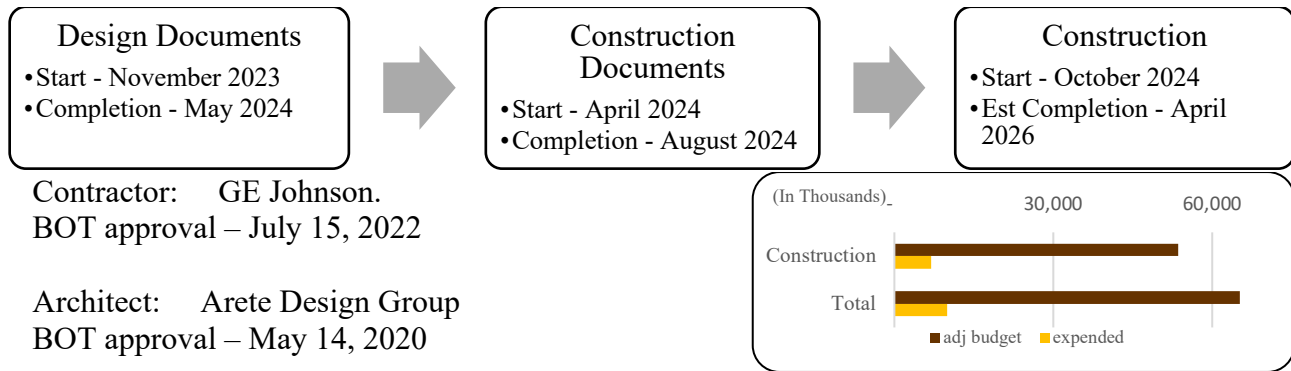 Design Documents
•Start - November 2023
•Completion - May 2024
Construction
Documents
•Start - April 2024
•Completion - August 2024
Construction
•Start - October 2024
•Est Completion - April
2026
Contractor: GE Johnson.
BOT approval – July 15, 2022
Architect: Arete Design Group
BOT approval – May 14, 2020
(In Thousands) - 30,000 60,000
Construction
Total
adj budget expended